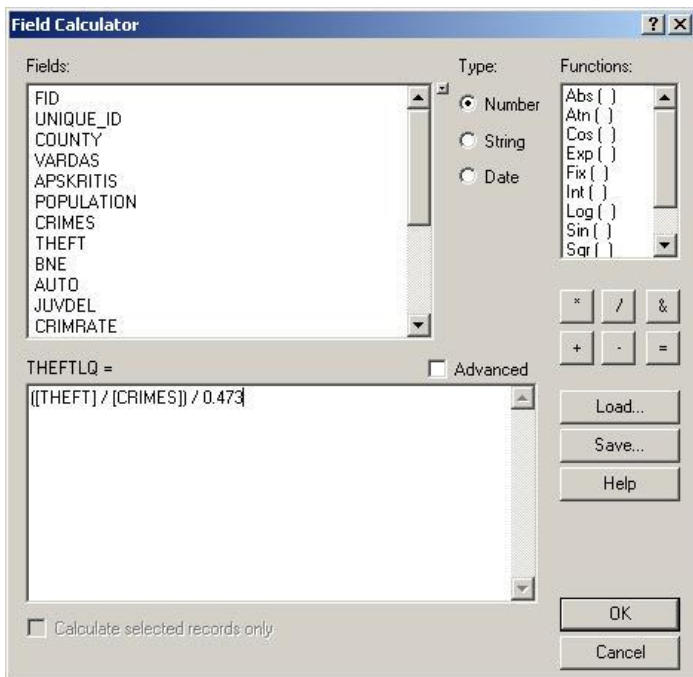 Field Calculator
Fields:
FID
UNIQUE_ID
COUNTY
VARDAS
APSKRITIS
POPULATION
CRIMES
THEFT
BNE
AUTO
JUVDEL
CRIMRATE
Type:
Number
String
Date
Functions:
Abs ( )
Atn ( )
Cos ( )
Exp ( )
Fix ( )
Int ( )
Log ( )
Sin ( )
Sqr ( )
* / &
+ - =
THEFTLQ =
Advanced
([THEFT] / [CRIMES]) / 0.473
Load...
Save...
Help
Calculate selected records only
OK
Cancel